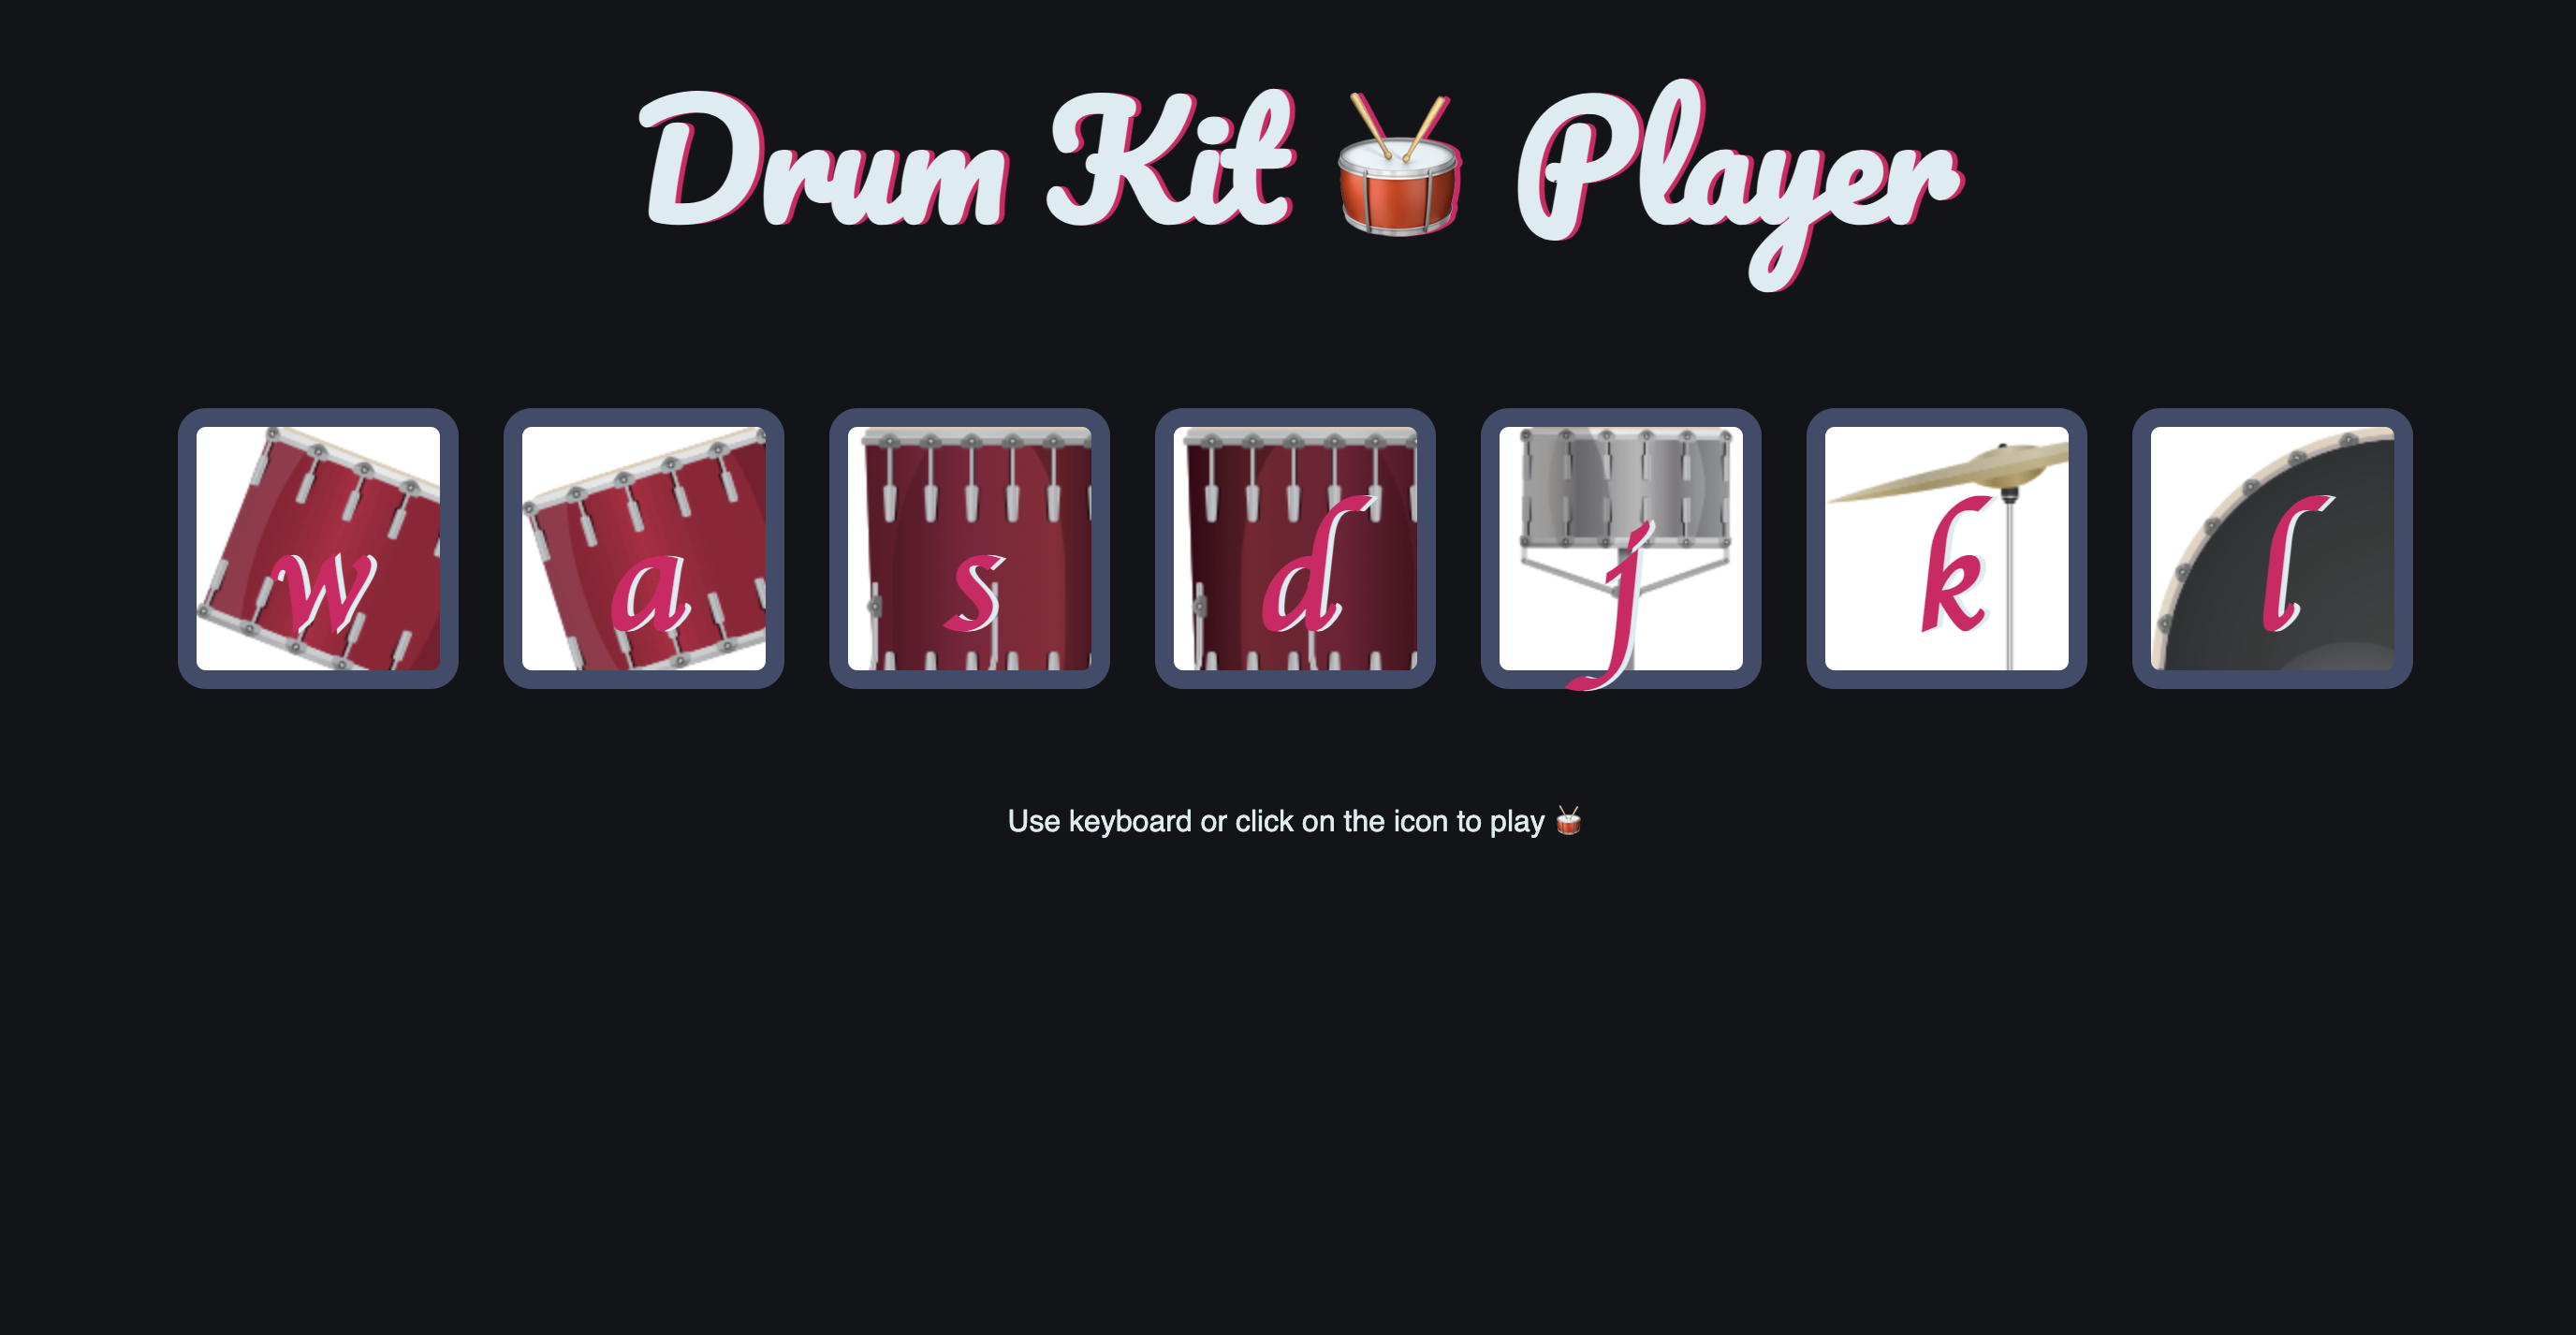 Drum Kit 🥁 Player
w a s d j k l
Use keyboard or click on the icon to play 🥁